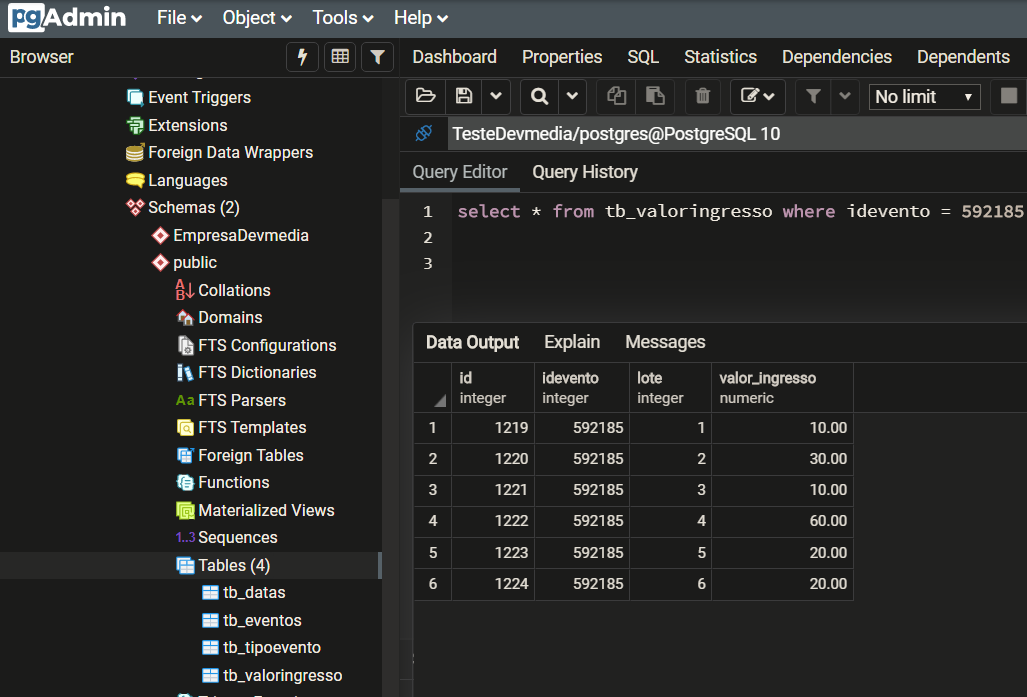 pgAdmin File Object Tools Help
Browser
Dashboard Properties SQL Statistics Dependencies Dependents
No limit
TesteDevmedia/postgres@PostgreSQL 10
Query Editor Query History
1 select * from tb_valoringresso where idevento = 592185
2
3
Event Triggers
Extensions
Foreign Data Wrappers
Languages
Schemas (2)
EmpresaDevmedia
public
Collations
Domains
FTS Configurations
FTS Dictionaries
Aa FTS Parsers
FTS Templates
Foreign Tables
Functions
Materialized Views
1..3 Sequences
Tables (4)
tb_datas
tb_eventos
tb_tipoevento
tb_valoringresso
Data Output Explain Messages
id idevento lote valor_ingresso
integer integer integer numeric
1 1219 592185 1 10.00
2 1220 592185 2 30.00
3 1221 592185 3 10.00
4 1222 592185 4 60.00
5 1223 592185 5 20.00
6 1224 592185 6 20.00